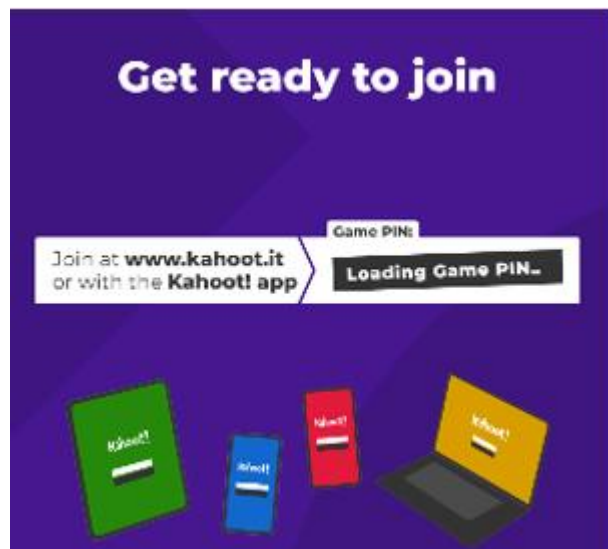 Get ready to join
Game PIN:
Join at www.kahoot.it
or with the Kahoot! app
Loading Game PIN...
Kahoot!
Kahoot!
Kahoot!
Kahoot!